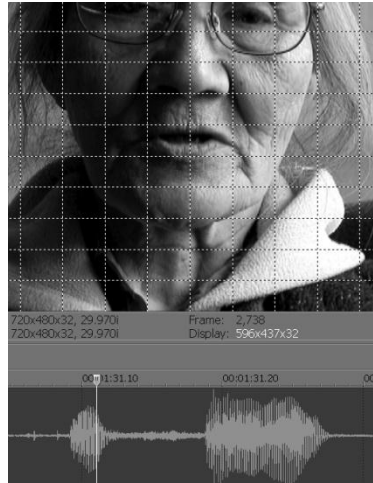 720x480x32, 29.970i Frame: 2,738
720x480x32, 29.970i Display: 596x437x32
00:01:31.10 00:01:31.20 00